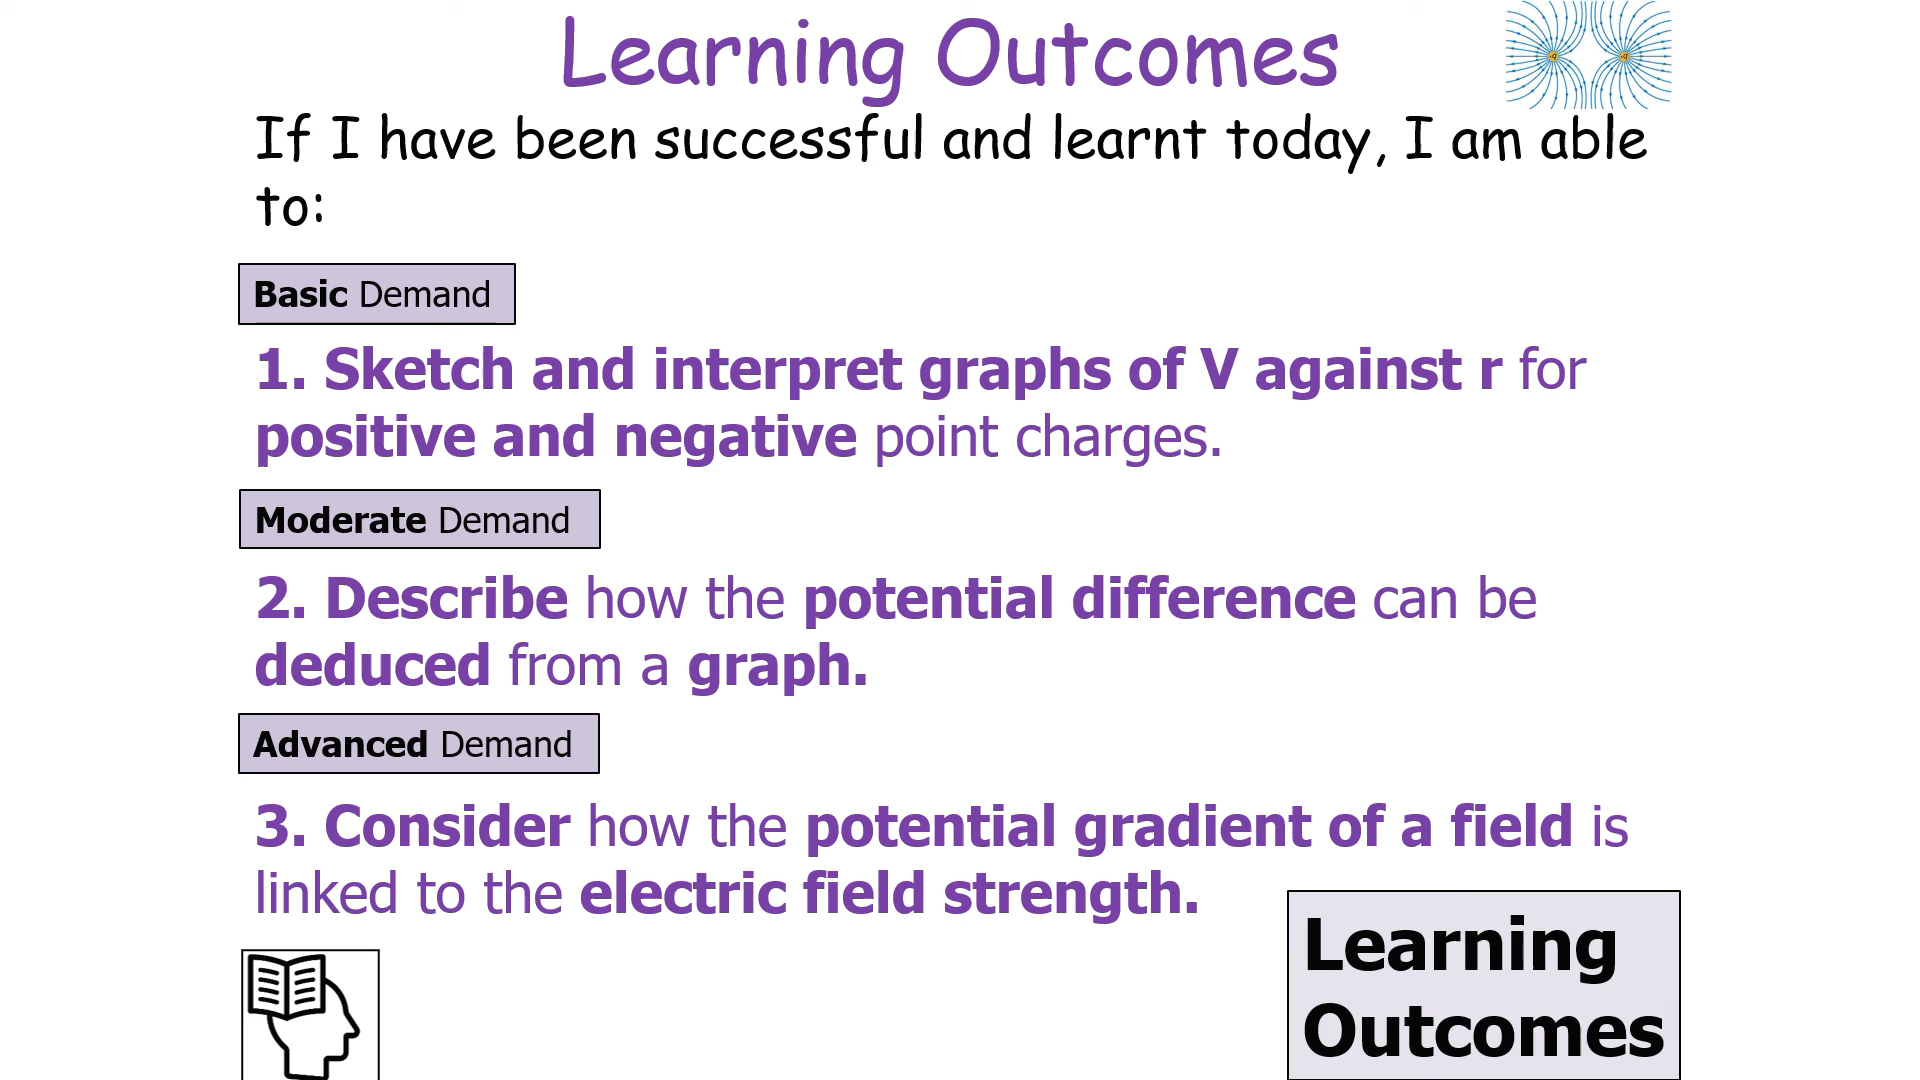 Learning Outcomes
If I have been successful and learnt today, I am able
to:
Basic Demand
1. Sketch and interpret graphs of V against r for
positive and negative point charges.
Moderate Demand
2. Describe how the potential difference can be
deduced from a graph.
Advanced Demand
3. Consider how the potential gradient of a field is
linked to the electric field strength.
Learning
Outcomes